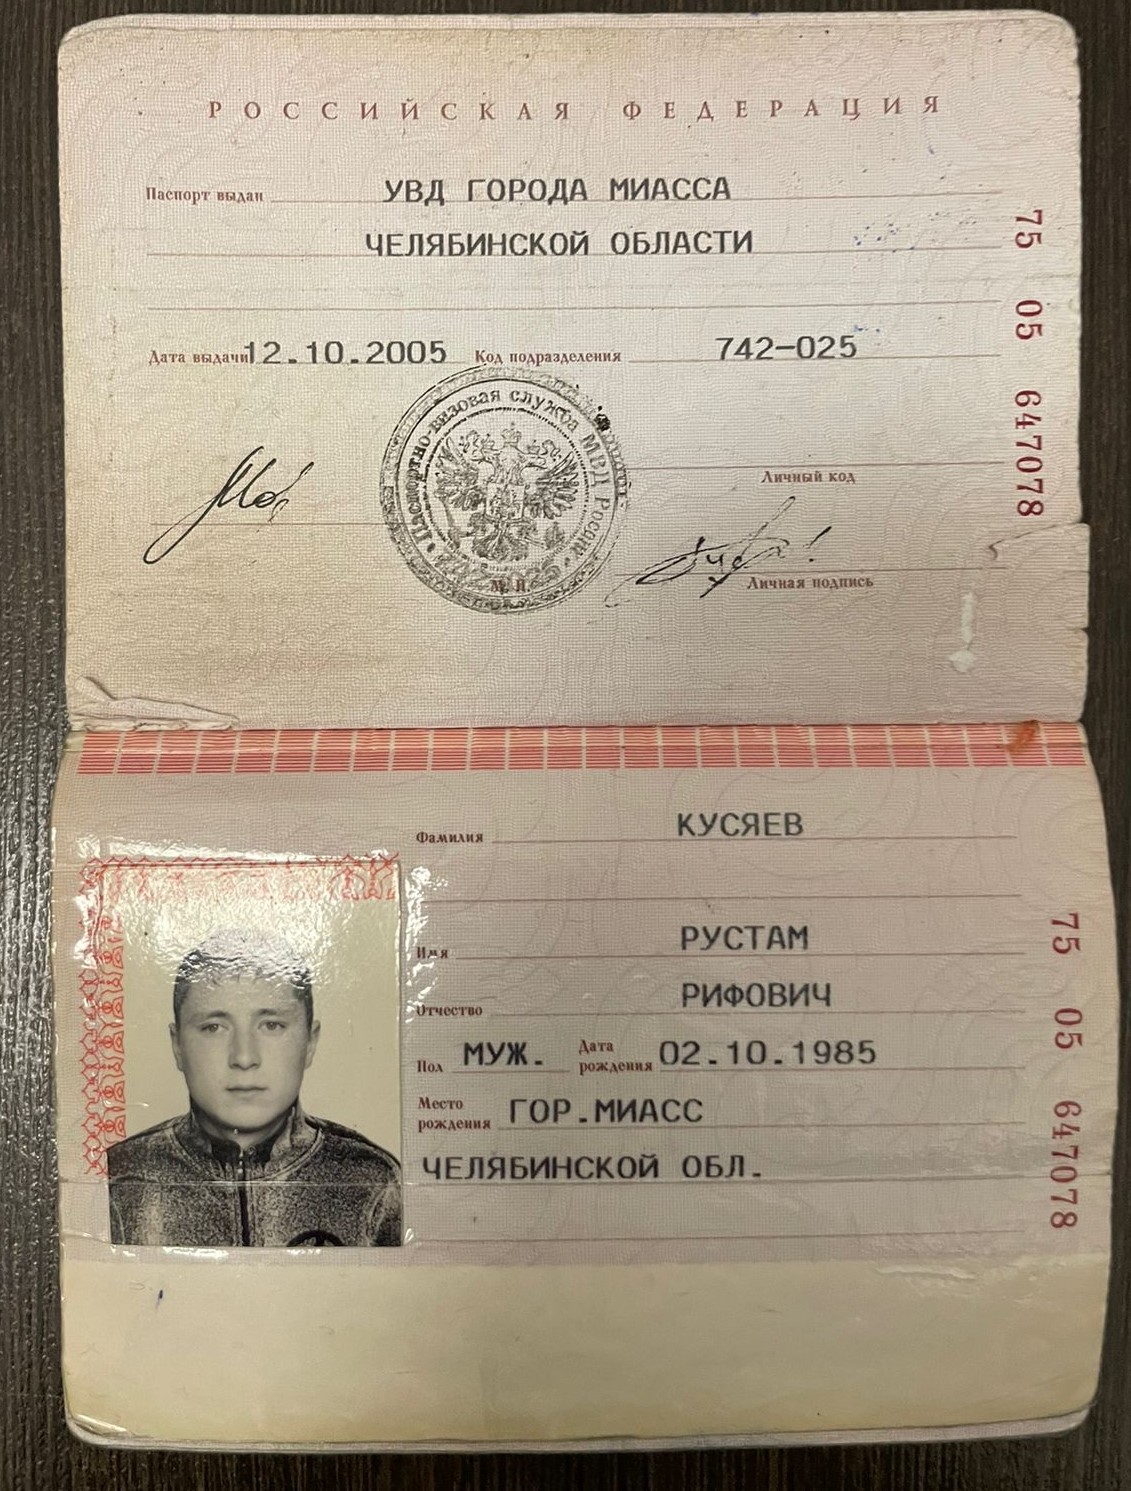 РОССИЙСКАЯ ФЕДЕРАЦИЯ
Паспорт выдан УВД ГОРОДА МИАССА
ЧЕЛЯБИНСКОЙ ОБЛАСТИ
Дата выдачи 12.10.2005 Код подразделения 742-025
Паспортно-визовая служба МВД России
Личный код
М.П.
Личная подпись
75 05 647078
Фамилия КУСЯЕВ
Имя РУСТАМ
Отчество РИФОВИЧ
Пол МУЖ. Дата рождения 02.10.1985
Место рождения ГОР.МИАСС
ЧЕЛЯБИНСКОЙ ОБЛ.
75 05 647078